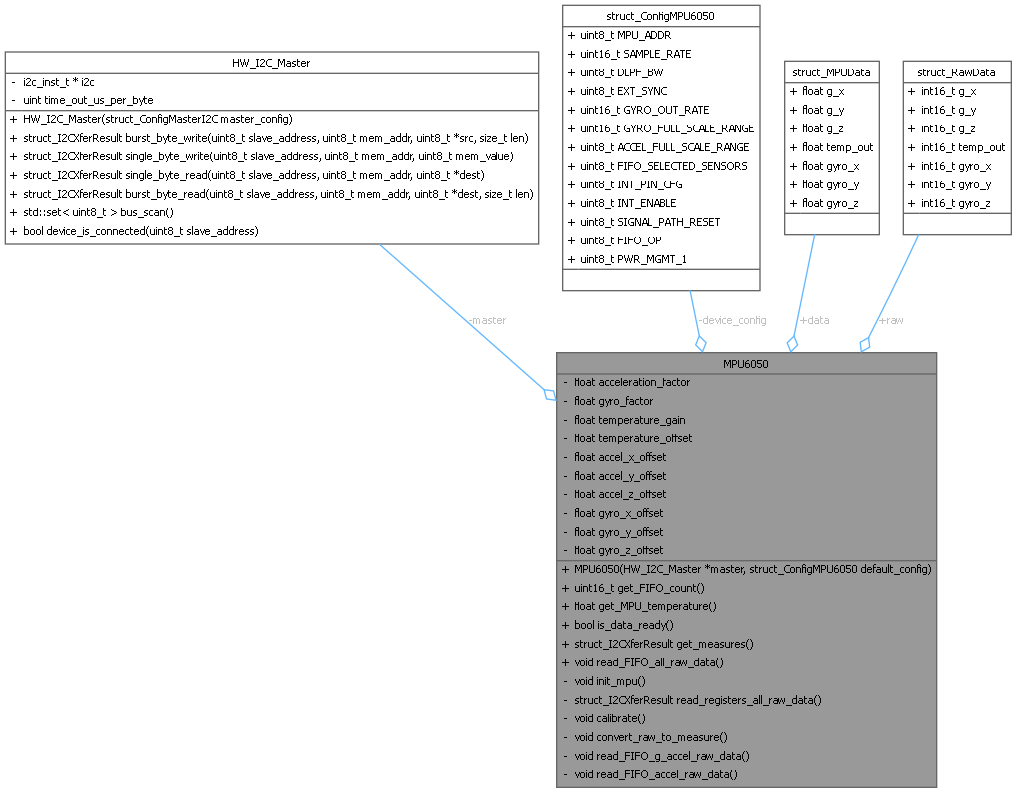 HW_I2C_Master
- i2c_inst_t * i2c
- uint time_out_us_per_byte
+ HW_I2C_Master(struct_ConfigMasterI2C master_config)
+ struct_I2CXferResult burst_byte_write(uint8_t slave_address, uint8_t mem_addr, uint8_t *src, size_t len)
+ struct_I2CXferResult single_byte_write(uint8_t slave_address, uint8_t mem_addr, uint8_t mem_value)
+ struct_I2CXferResult single_byte_read(uint8_t slave_address, uint8_t mem_addr, uint8_t *dest)
+ struct_I2CXferResult burst_byte_read(uint8_t slave_address, uint8_t mem_addr, uint8_t *dest, size_t len)
+ std::set< uint8_t > bus_scan()
+ bool device_is_connected(uint8_t slave_address)
struct_ConfigMPU6050
+ uint8_t MPU_ADDR
+ uint16_t SAMPLE_RATE
+ uint8_t DLPF_BW
+ uint8_t EXT_SYNC
+ uint16_t GYRO_OUT_RATE
+ uint16_t GYRO_FULL_SCALE_RANGE
+ uint8_t ACCEL_FULL_SCALE_RANGE
+ uint8_t FIFO_SELECTED_SENSORS
+ uint8_t INT_PIN_CFG
+ uint8_t INT_ENABLE
+ uint8_t SIGNAL_PATH_RESET
+ uint8_t FIFO_OP
+ uint8_t PWR_MGMT_1
struct_MPUData
+ float g_x
+ float g_y
+ float g_z
+ float temp_out
+ float gyro_x
+ float gyro_y
+ float gyro_z
struct_RawData
+ int16_t g_x
+ int16_t g_y
+ int16_t g_z
+ int16_t temp_out
+ int16_t gyro_x
+ int16_t gyro_y
+ int16_t gyro_z
-master
-device_config
+data
+raw
MPU6050
- float acceleration_factor
- float gyro_factor
- float temperature_gain
- float temperature_offset
- float accel_x_offset
- float accel_y_offset
- float accel_z_offset
- float gyro_x_offset
- float gyro_y_offset
- float gyro_z_offset
+ MPU6050(HW_I2C_Master *master, struct_ConfigMPU6050 default_config)
+ uint16_t get_FIFO_count()
+ float get_MPU_temperature()
+ bool is_data_ready()
+ struct_I2CXferResult get_measures()
+ void read_FIFO_all_raw_data()
- void init_mpu()
- struct_I2CXferResult read_registers_all_raw_data()
- void calibrate()
- void convert_raw_to_measure()
- void read_FIFO_g_accel_raw_data()
- void read_FIFO_accel_raw_data()